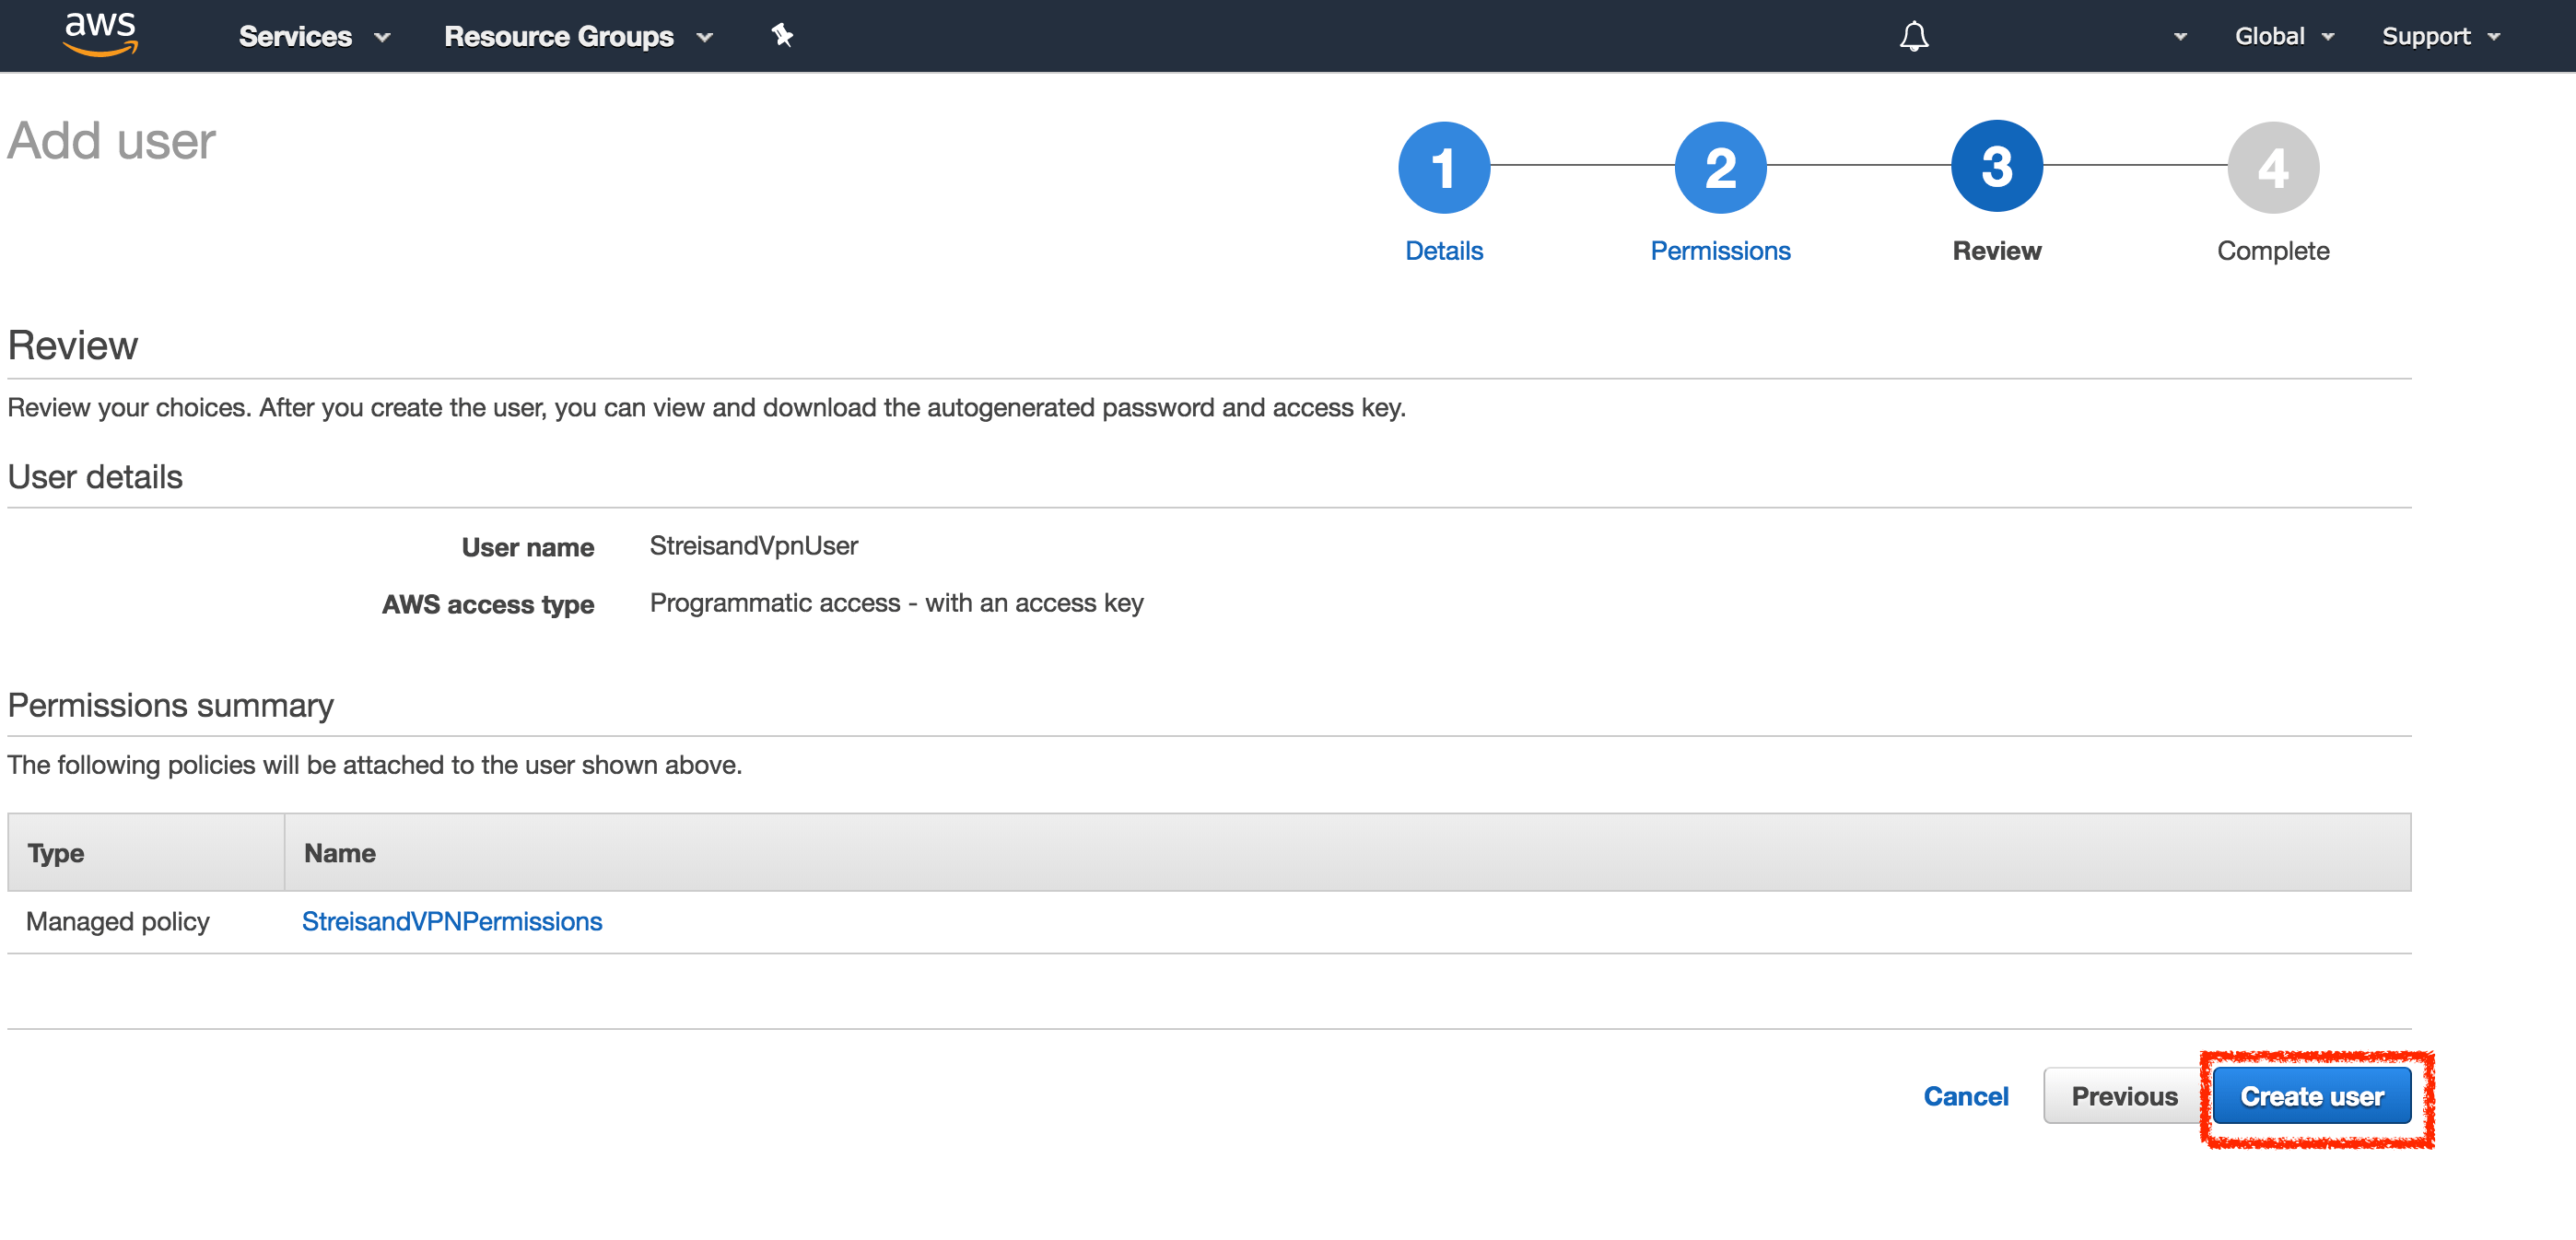 aws Services Resource Groups Global Support
Add user
1 2 3 4
Details Permissions Review Complete
Review
Review your choices. After you create the user, you can view and download the autogenerated password and access key.
User details
User name StreisandVpnUser
AWS access type Programmatic access - with an access key
Permissions summary
The following policies will be attached to the user shown above.
Type Name
Managed policy StreisandVPNPermissions
Cancel Previous Create user